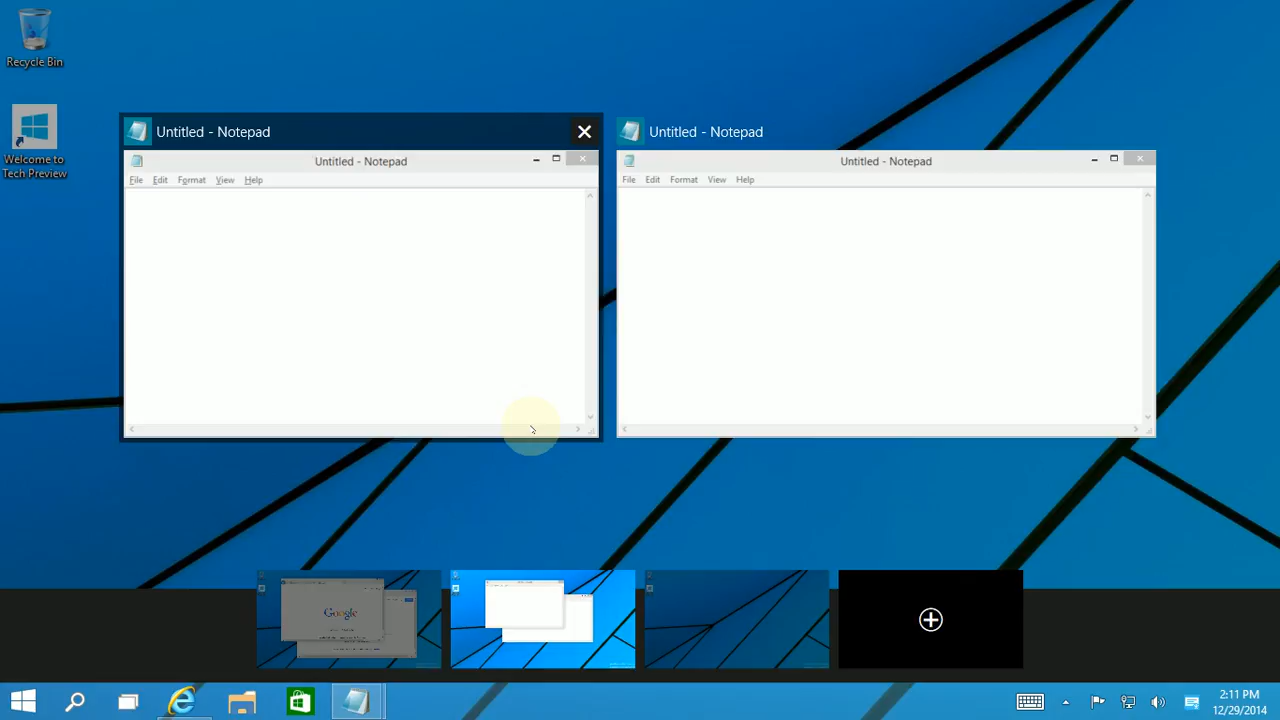 Recycle Bin
Welcome to
Tech Preview
Untitled - Notepad
Untitled - Notepad
File Edit Format View Help
Untitled - Notepad
Untitled - Notepad
File Edit Format View Help
Google
2:11 PM
12/29/2014